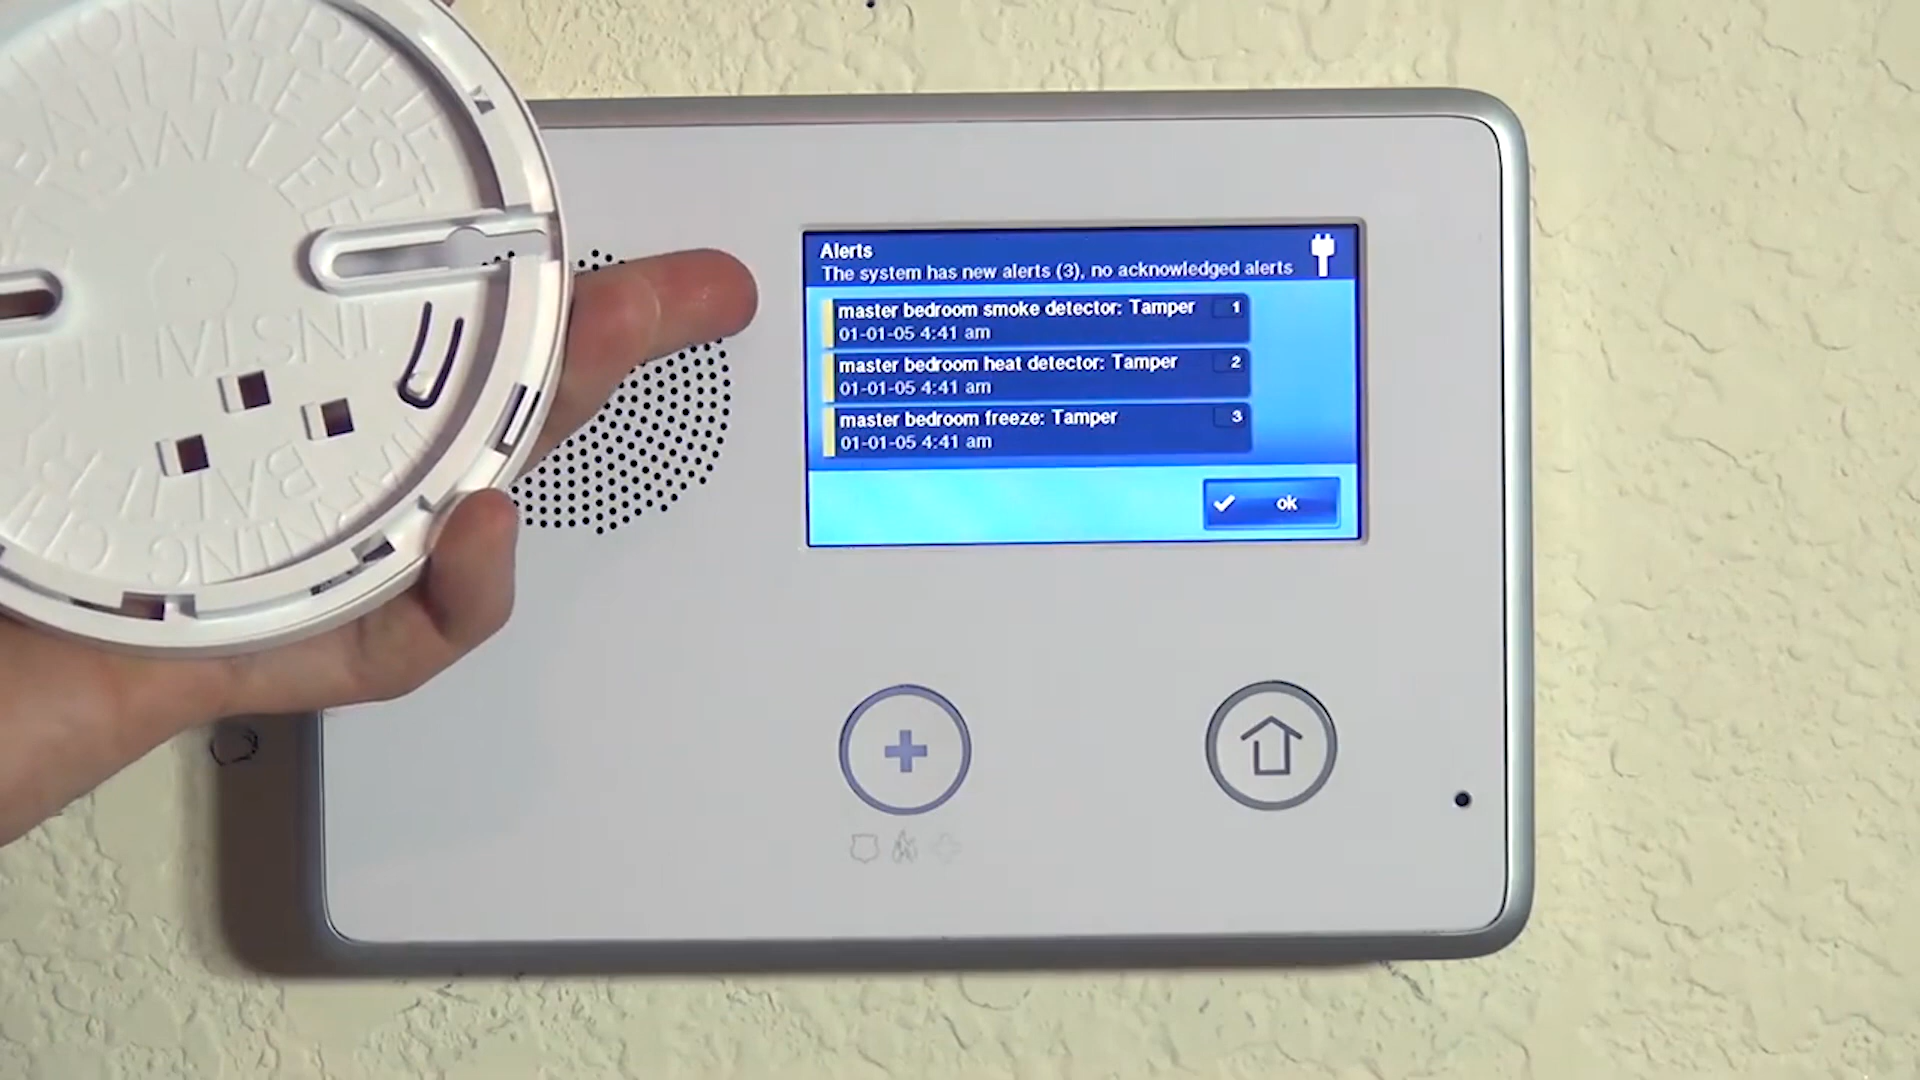 Alerts
The system has new alerts (3), no acknowledged alerts
master bedroom smoke detector: Tamper 1
01-01-05 4:41 am
master bedroom heat detector: Tamper 2
01-01-05 4:41 am
master bedroom freeze: Tamper 3
01-01-05 4:41 am
ok